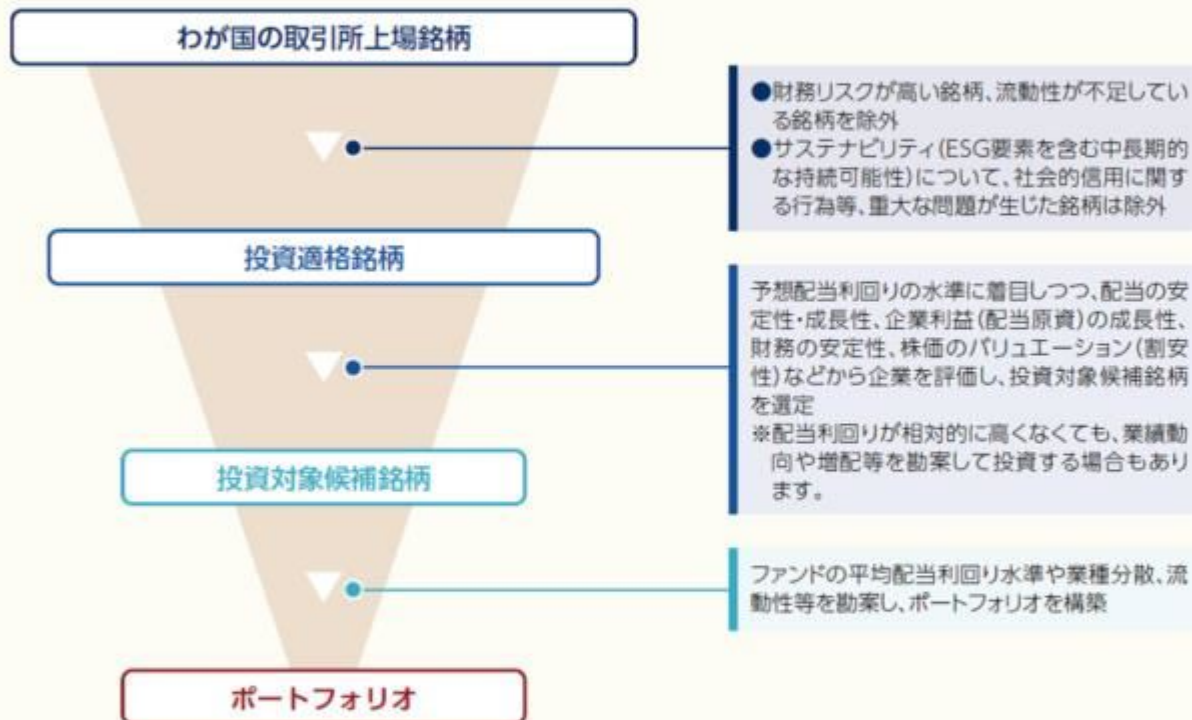 わが国の取引所上場銘柄
●財務リスクが高い銘柄、流動性が不足してい
る銘柄を除外
●サステナビリティ(ESG要素を含む中長期的
な持続可能性)について、社会的信用に関す
る行為等、重大な問題が生じた銘柄は除外
投資適格銘柄
予想配当利回りの水準に着目しつつ、配当の安
定性・成長性、企業利益(配当原資)の成長性、
財務の安定性、株価のバリュエーション(割安
性)などから企業を評価し、投資対象候補銘柄
を選定
※配当利回りが相対的に高くなくても、業績動
向や増配等を勘案して投資する場合もあり
ます。
投資対象候補銘柄
ファンドの平均配当利回り水準や業種分散、流
動性等を勘案し、ポートフォリオを構築
ポートフォリオ